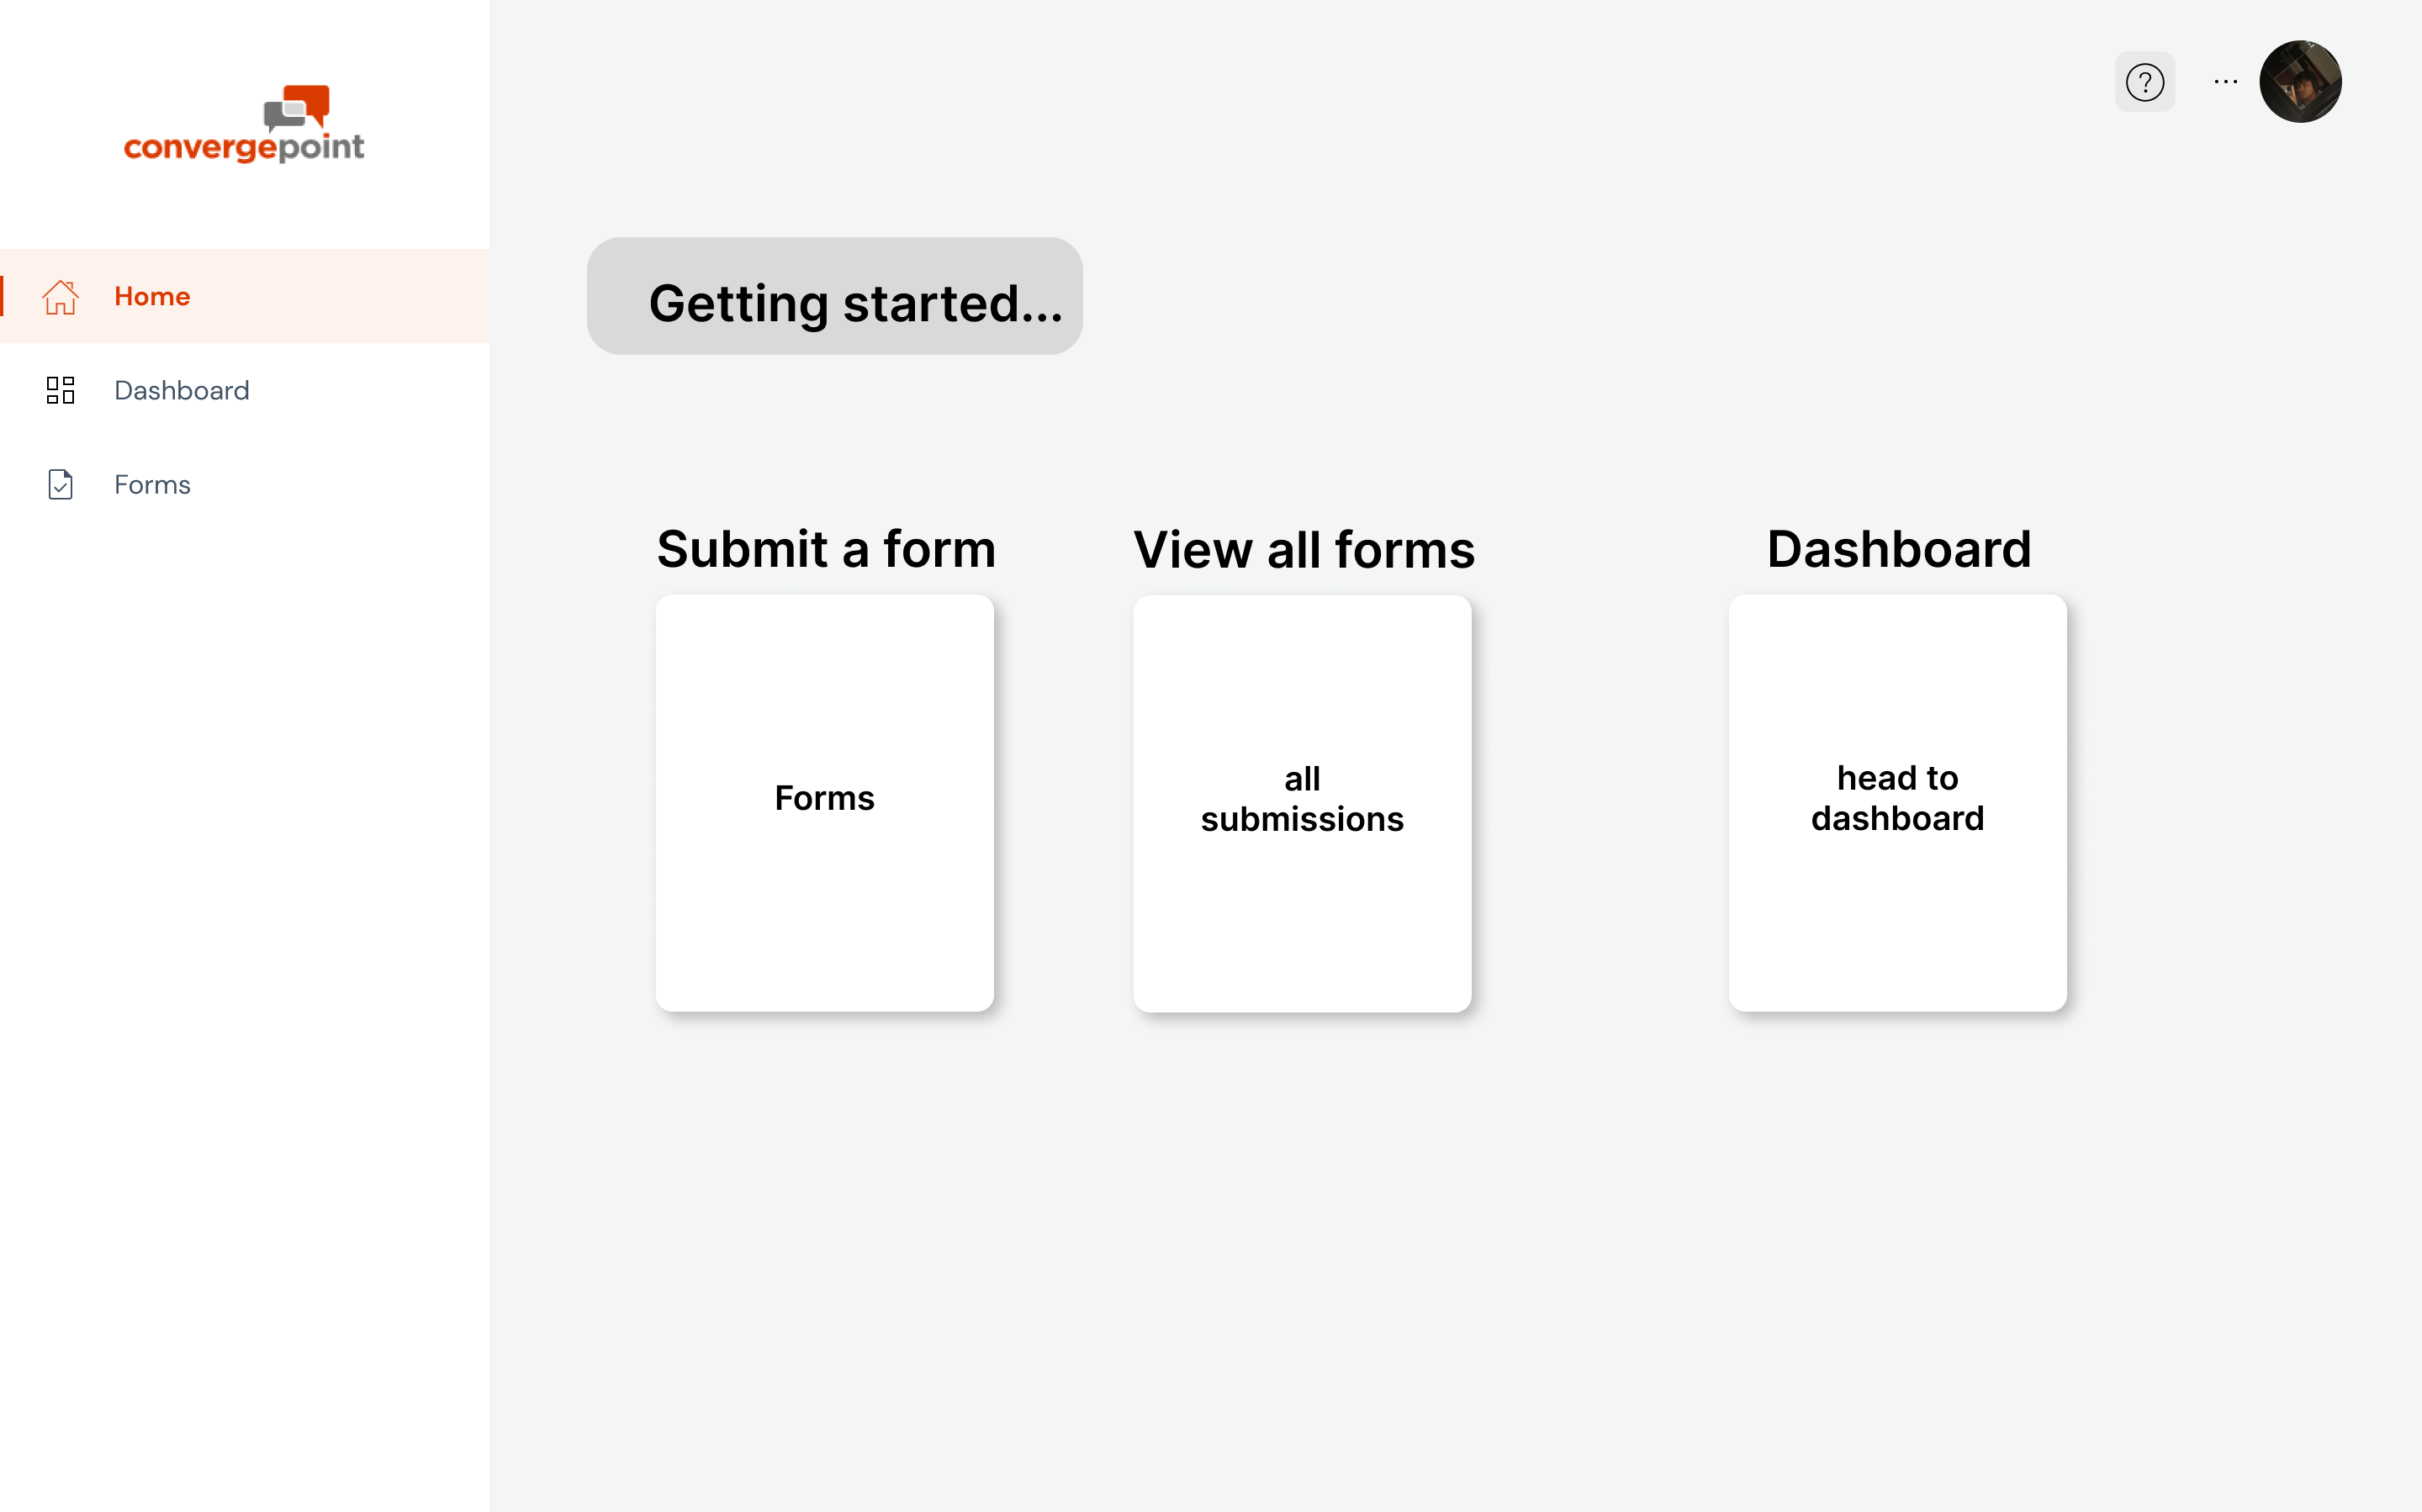 convergepoint
Home
Dashboard
Forms
?
...
Getting started...
Submit a form
View all forms
Dashboard
Forms
all
submissions
head to
dashboard